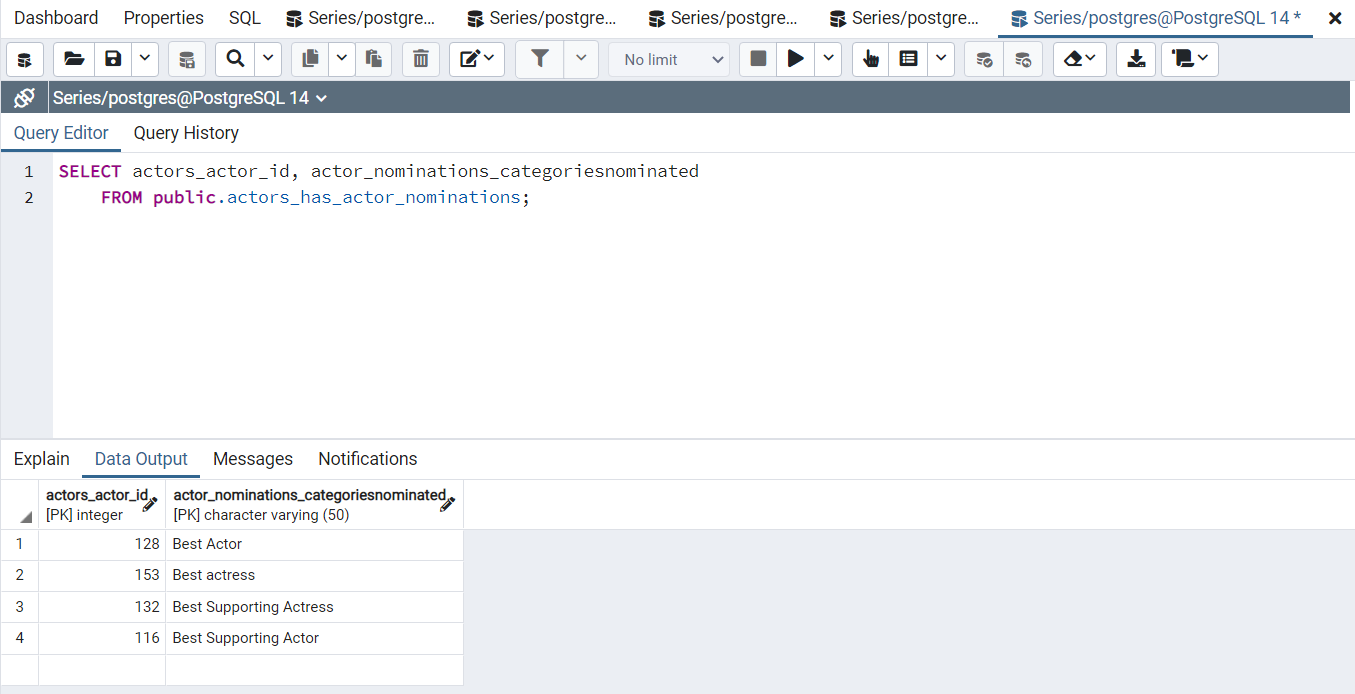 Dashboard Properties SQL Series/postgre... Series/postgre... Series/postgre... Series/postgre... Series/postgres@PostgreSQL 14 *
No limit
Series/postgres@PostgreSQL 14
Query Editor Query History
1 SELECT actors_actor_id, actor_nominations_categoriesnominated
2 FROM public.actors_has_actor_nominations;
Explain Data Output Messages Notifications
actors_actor_id actor_nominations_categoriesnominated
[PK] integer [PK] character varying (50)
1 128 Best Actor
2 153 Best actress
3 132 Best Supporting Actress
4 116 Best Supporting Actor